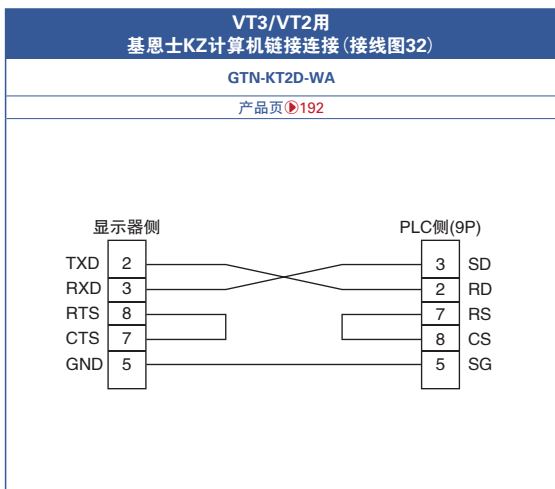 VT3/VT2用
基恩士KZ计算机链接连接（接线图32）
GTN-KT2D-WA
产品页▶192
显示器侧 PLC侧(9P)
TXD 2 3 SD
RXD 3 2 RD
RTS 8 7 RS
CTS 7 8 CS
GND 5 5 SG